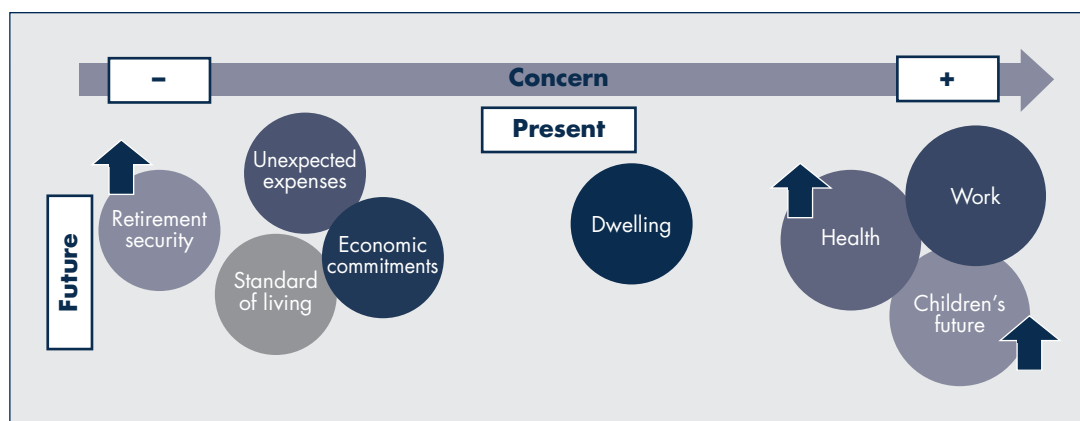 –
Concern
+
Present
Future
Retirement
security
Unexpected
expenses
Standard
of living
Economic
commitments
Dwelling
Health
Work
Children’s
future